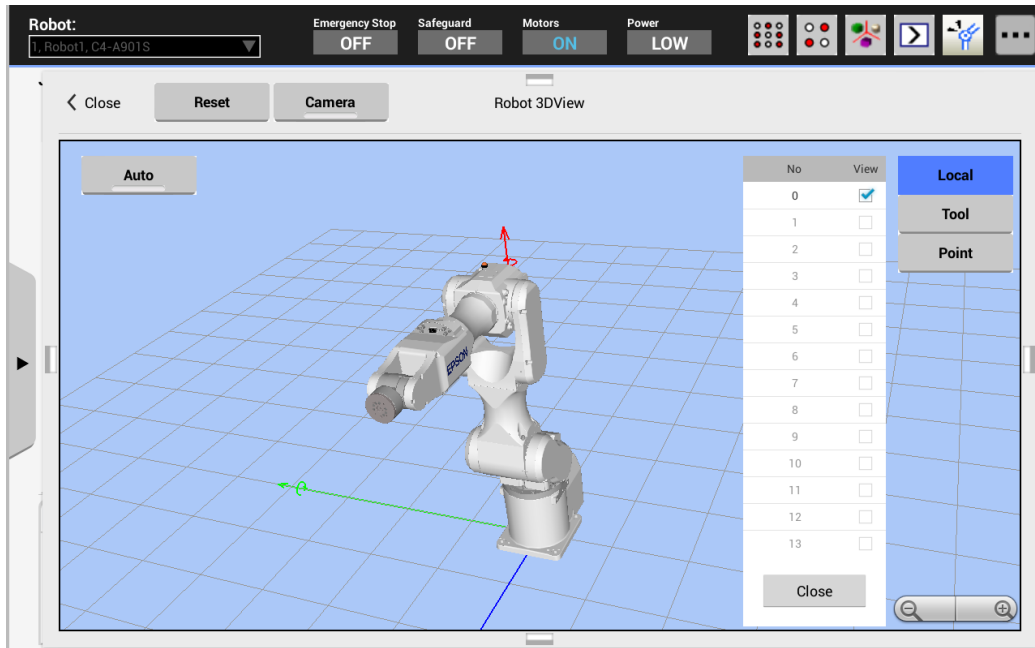 Robot:
1, Robot1, C4-A901S
Emergency Stop
OFF
Safeguard
OFF
Motors
ON
Power
LOW
Close
Reset
Camera
Robot 3DView
Auto
No View
0
1
2
3
4
5
6
7
8
9
10
11
12
13
Close
Local
Tool
Point
EPSON